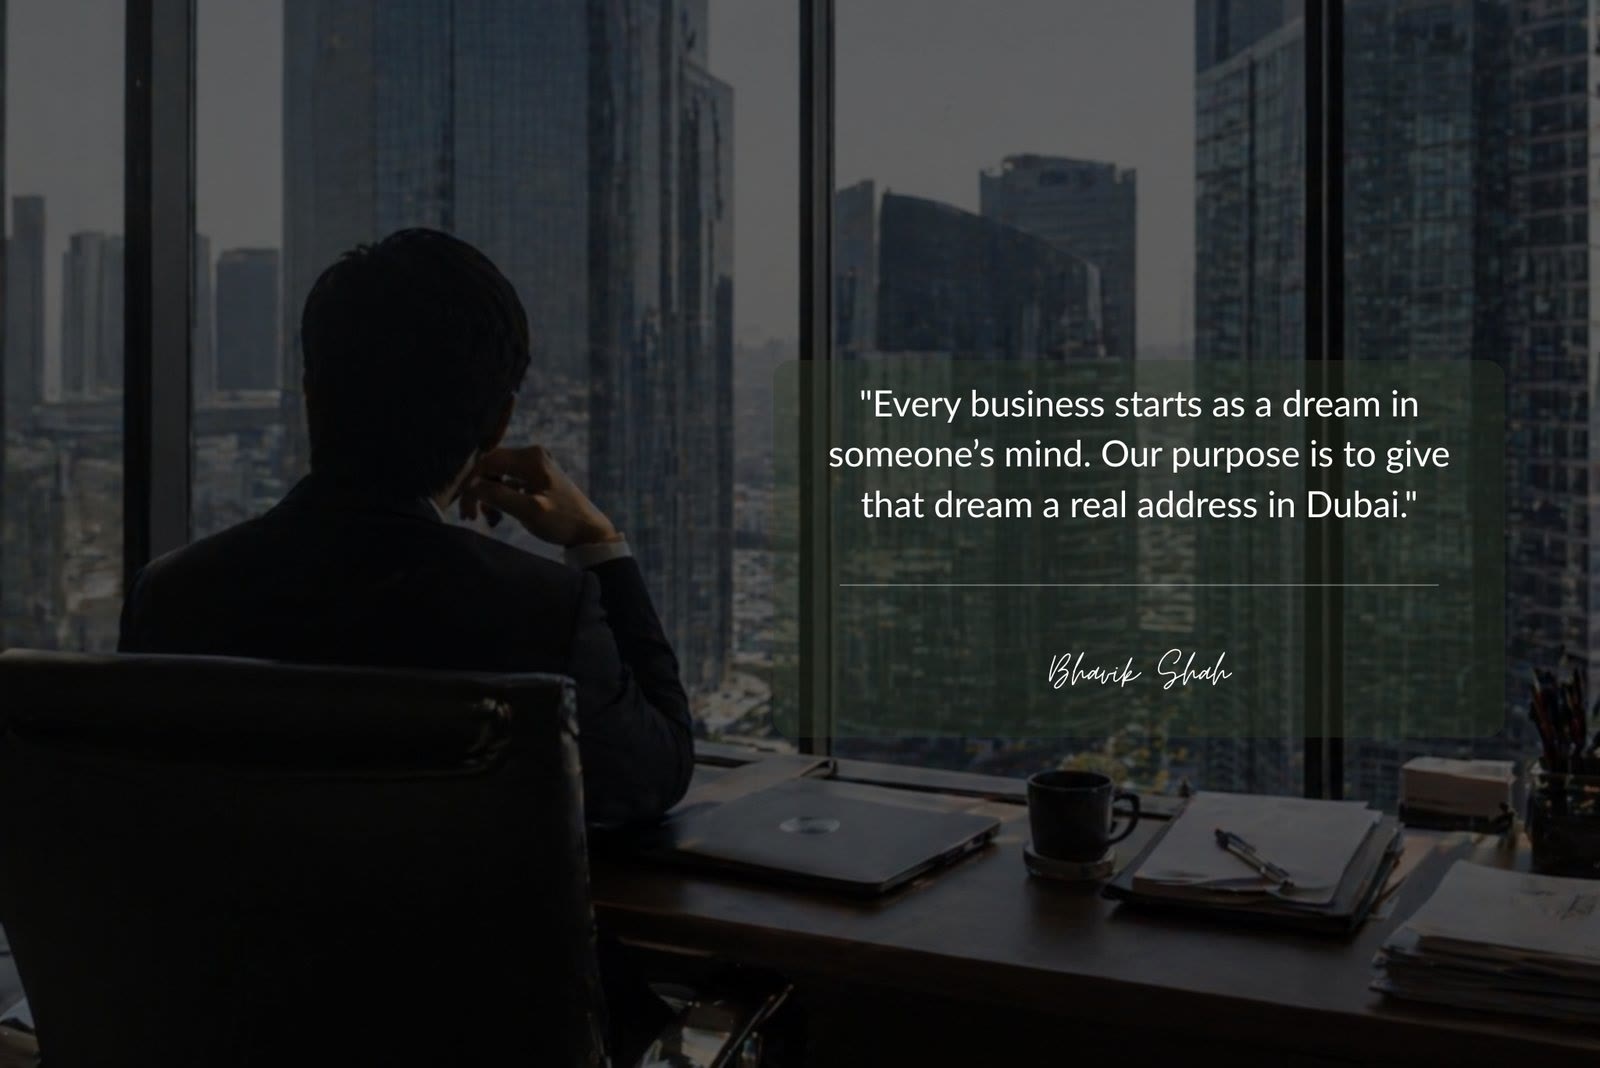 "Every business starts as a dream in
someone’s mind. Our purpose is to give
that dream a real address in Dubai."
Bhavik Shah